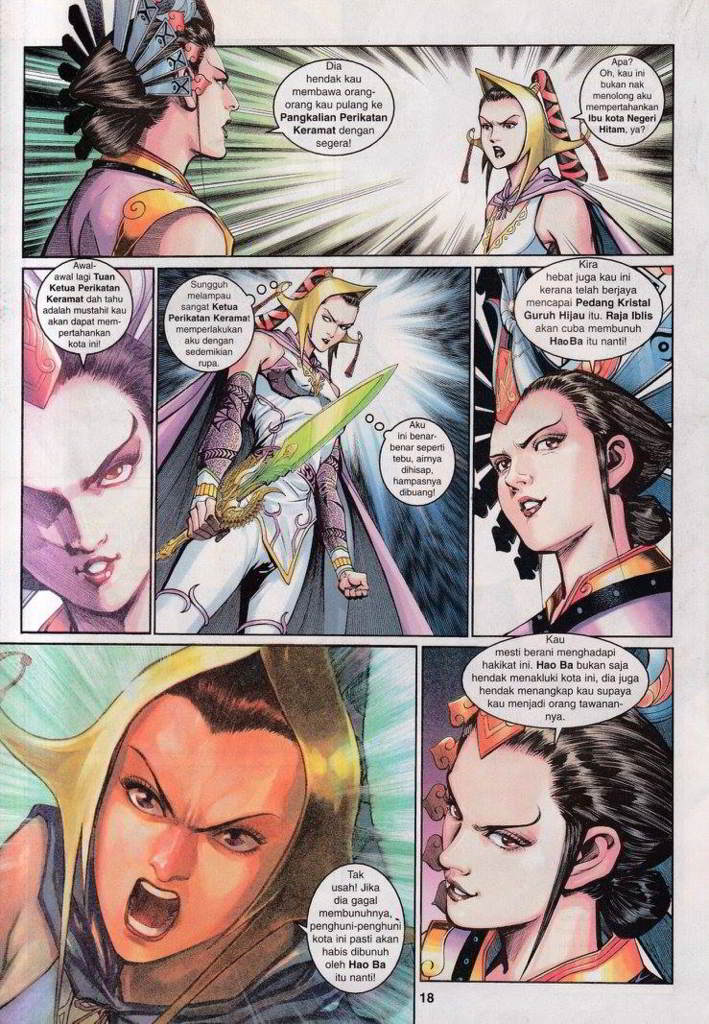 Dia
hendak kau
membawa orang-
orang kau pulang ke
Pangkalian Perikatan
Keramat dengan
segera!
Apa?
Oh, kau ini
bukan nak
menolong aku
mempertahankan
Ibu kota Negeri
Hitam, ya?
Awal-
awal lagi Tuan
Ketua Perikatan
Keramat dah tahu
adalah mustahil kau
akan dapat mem-
pertahankan
kota ini!
Sungguh
melampau
sangat Ketua
Perikatan Keramat
memperlakukan
aku dengan
sedemikian
rupa.
Aku
ini benar-
benar seperti
tebu, airnya
dihisap,
hampasnya
dibuang!
Kira
hebat juga kau ini
kerana telah berjaya
mencapai Pedang Kristal
Guruh Hijau itu. Raja Iblis
akan cuba membunuh
HaoBa itu nanti!
Tak
usah! Jika
dia gagal
membunuhnya,
penghuni-penghuni
kota ini pasti akan
habis dibunuh
oleh Hao Ba
itu nanti!
Kau
mesti berani menghadapi
hakikat ini. Hao Ba bukan saja
hendak menakluki kota ini, dia juga
hendak menangkap kau supaya
kau menjadi orang tawanan-
nya.
18